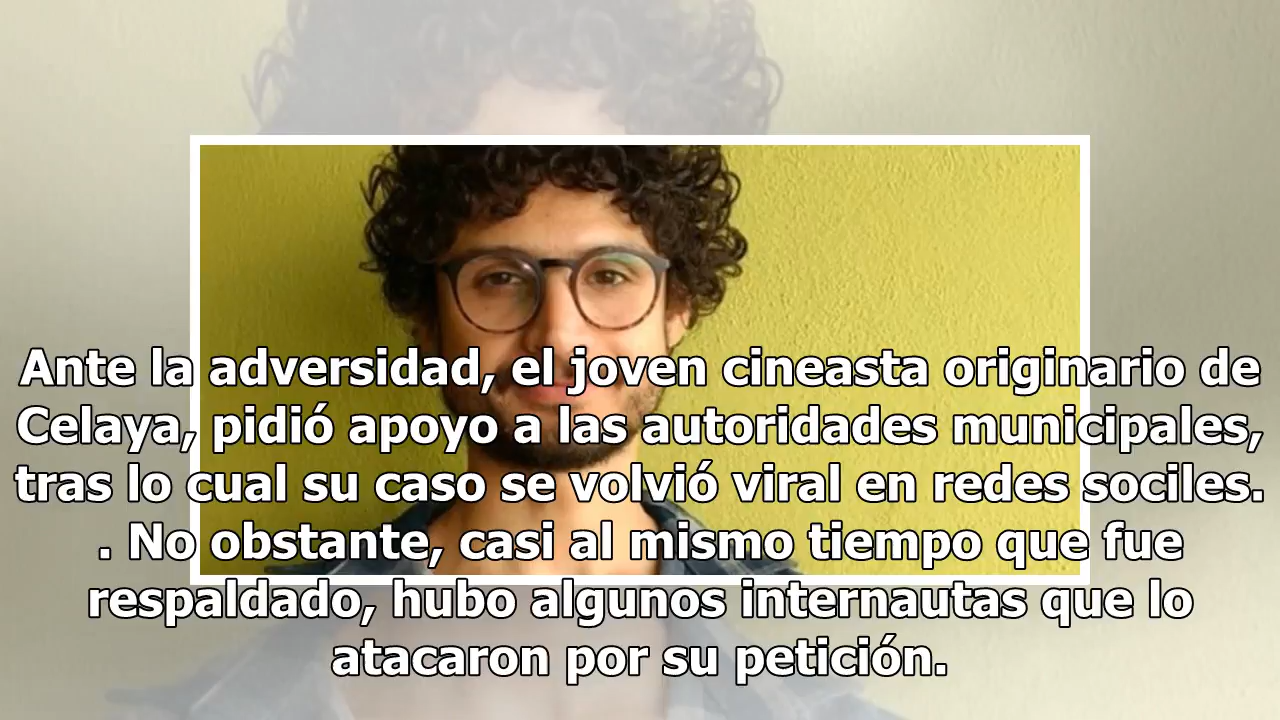 Ante la adversidad, el joven cineasta originario de
Celaya, pidió apoyo a las autoridades municipales,
tras lo cual su caso se volvió viral en redes sociles.
. No obstante, casi al mismo tiempo que fue
respaldado, hubo algunos internautas que lo
atacaron por su petición.